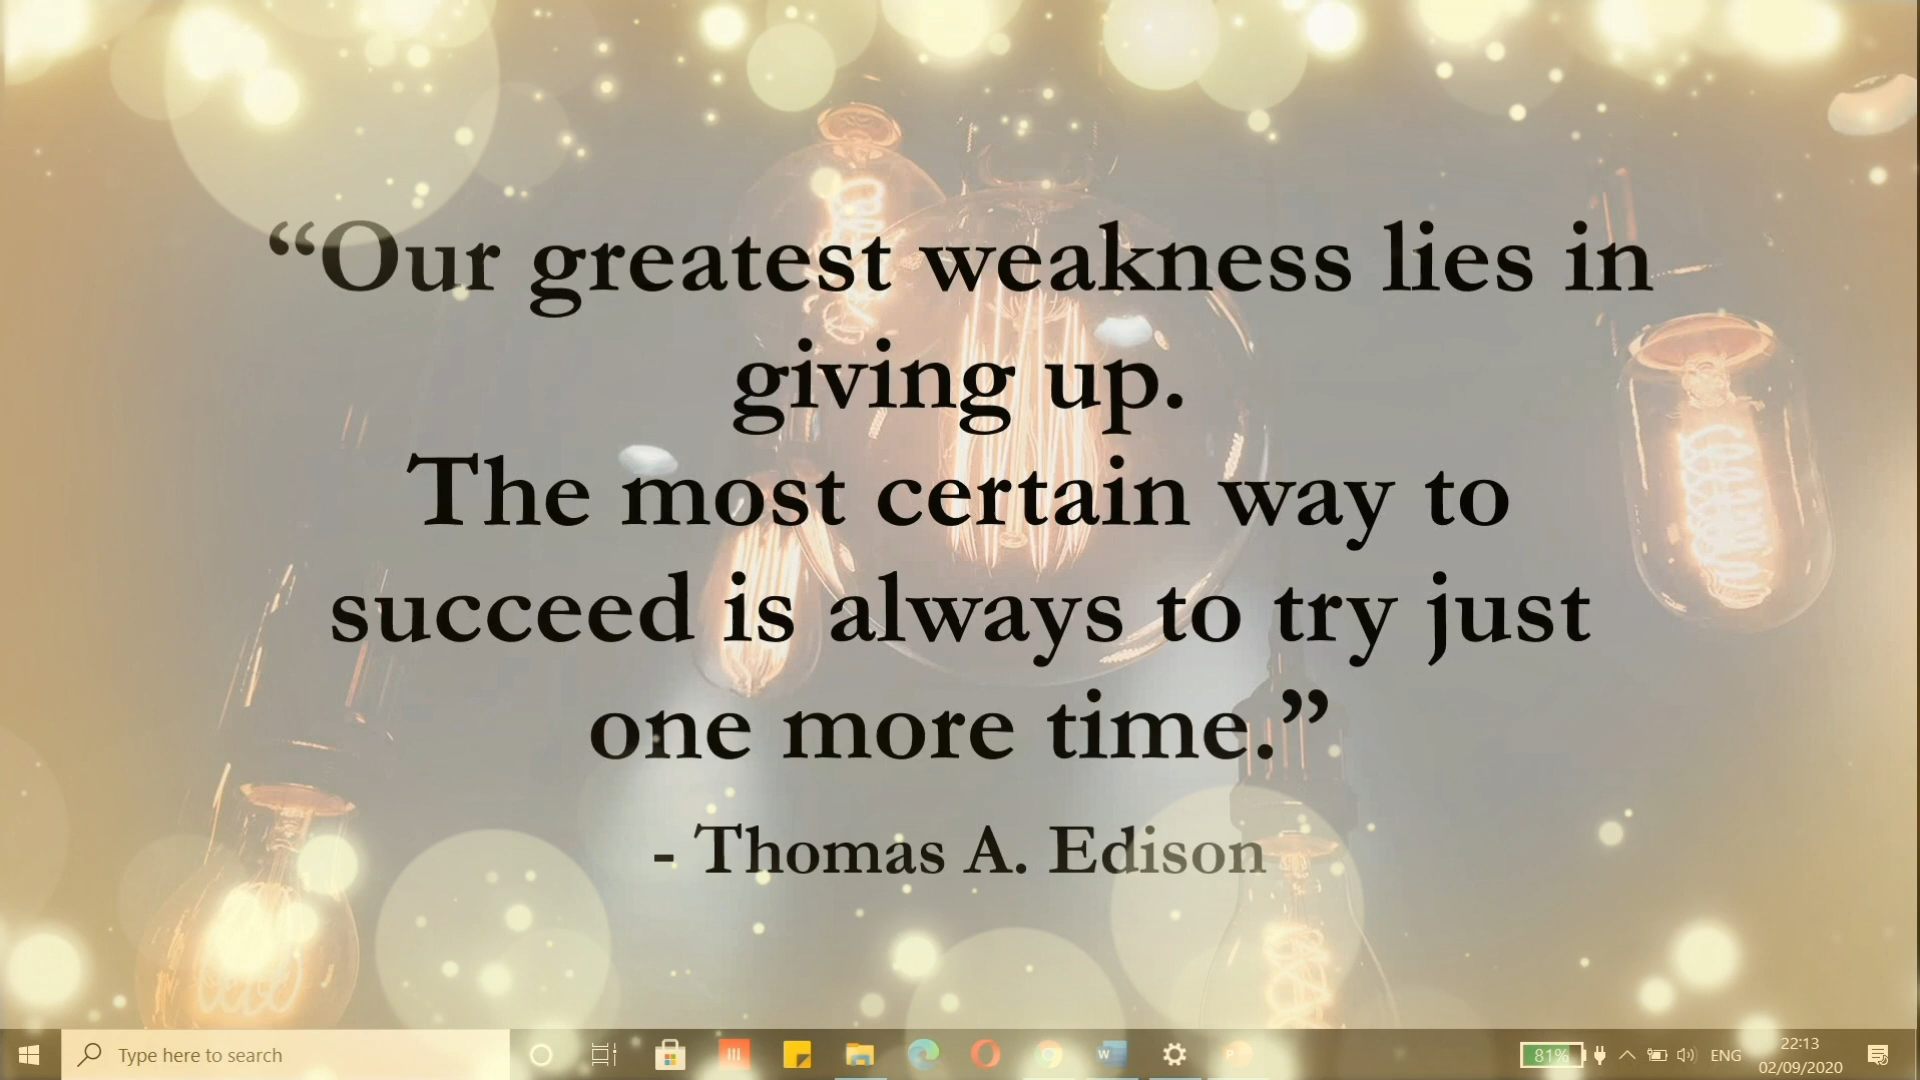 “Our greatest weakness lies in
giving up.
The most certain way to
succeed is always to try just
one more time.”
- Thomas A. Edison
Type here to search
81%
ENG
22:13
02/09/2020